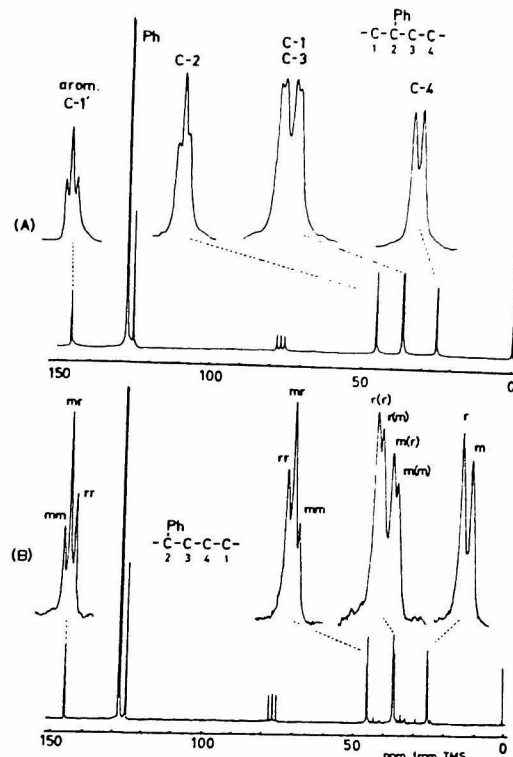 Ph
Ph
C-1
C-3
C-2
-C-C-C-C-
1 2 3 4
arom.
C-1'
C-4
(A)
150 100 50 0
mr
mr
r(r)
r(m)
r
rr
m(r)
m
rr
mm
m(m)
mm
Ph
-C-C-C-C-
2 3 4 1
(B)
150 100 50 0
ppm from TMS